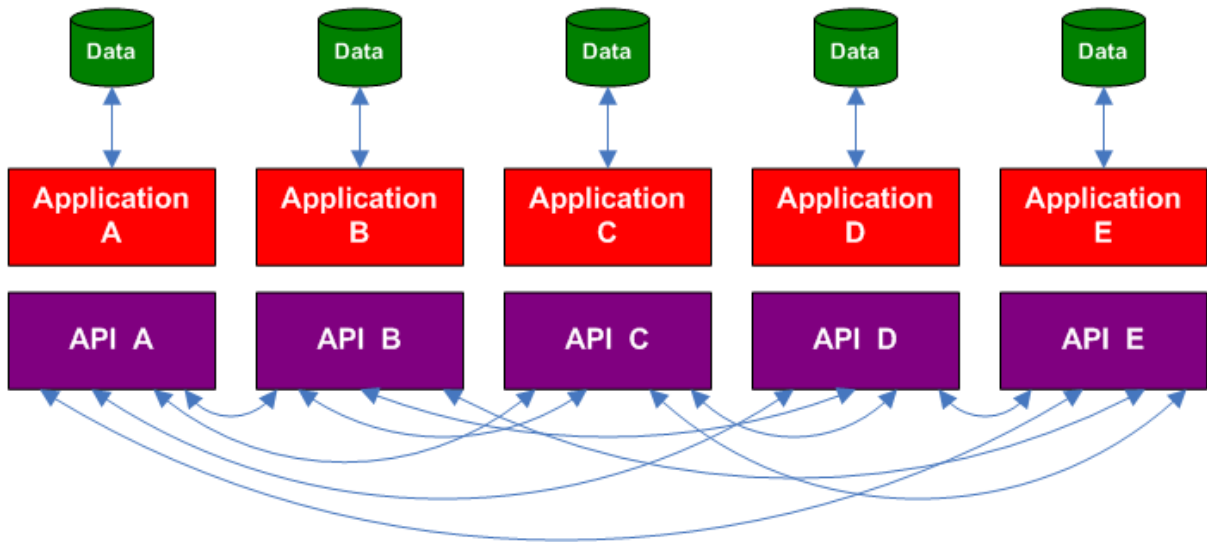 Data
Data
Data
Data
Data
Application
A
Application
B
Application
C
Application
D
Application
E
API A
API B
API C
API D
API E